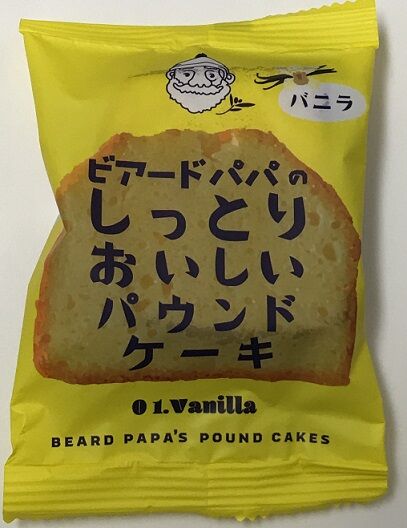 バニラ
ビアードパパの
しっとり
おいしい
パウンド
ケーキ
01.Vanilla
BEARD PAPA'S POUND CAKES